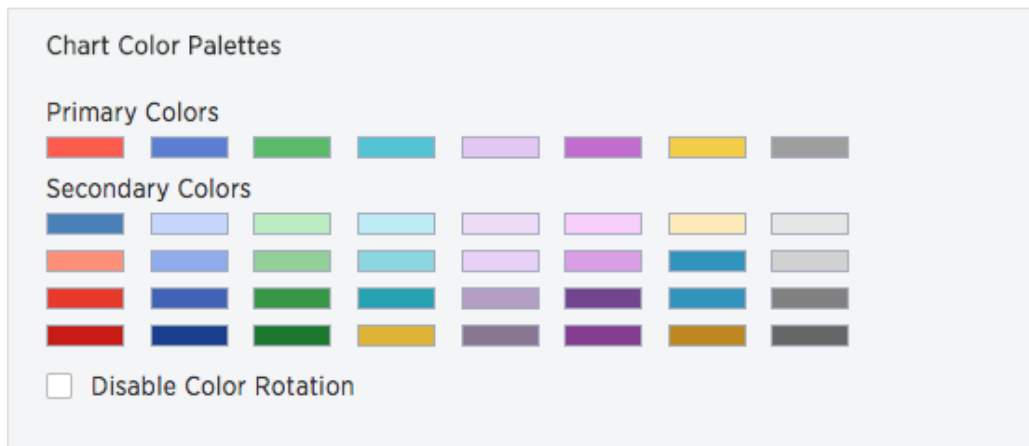 Chart Color Palettes
Primary Colors
Secondary Colors
Disable Color Rotation